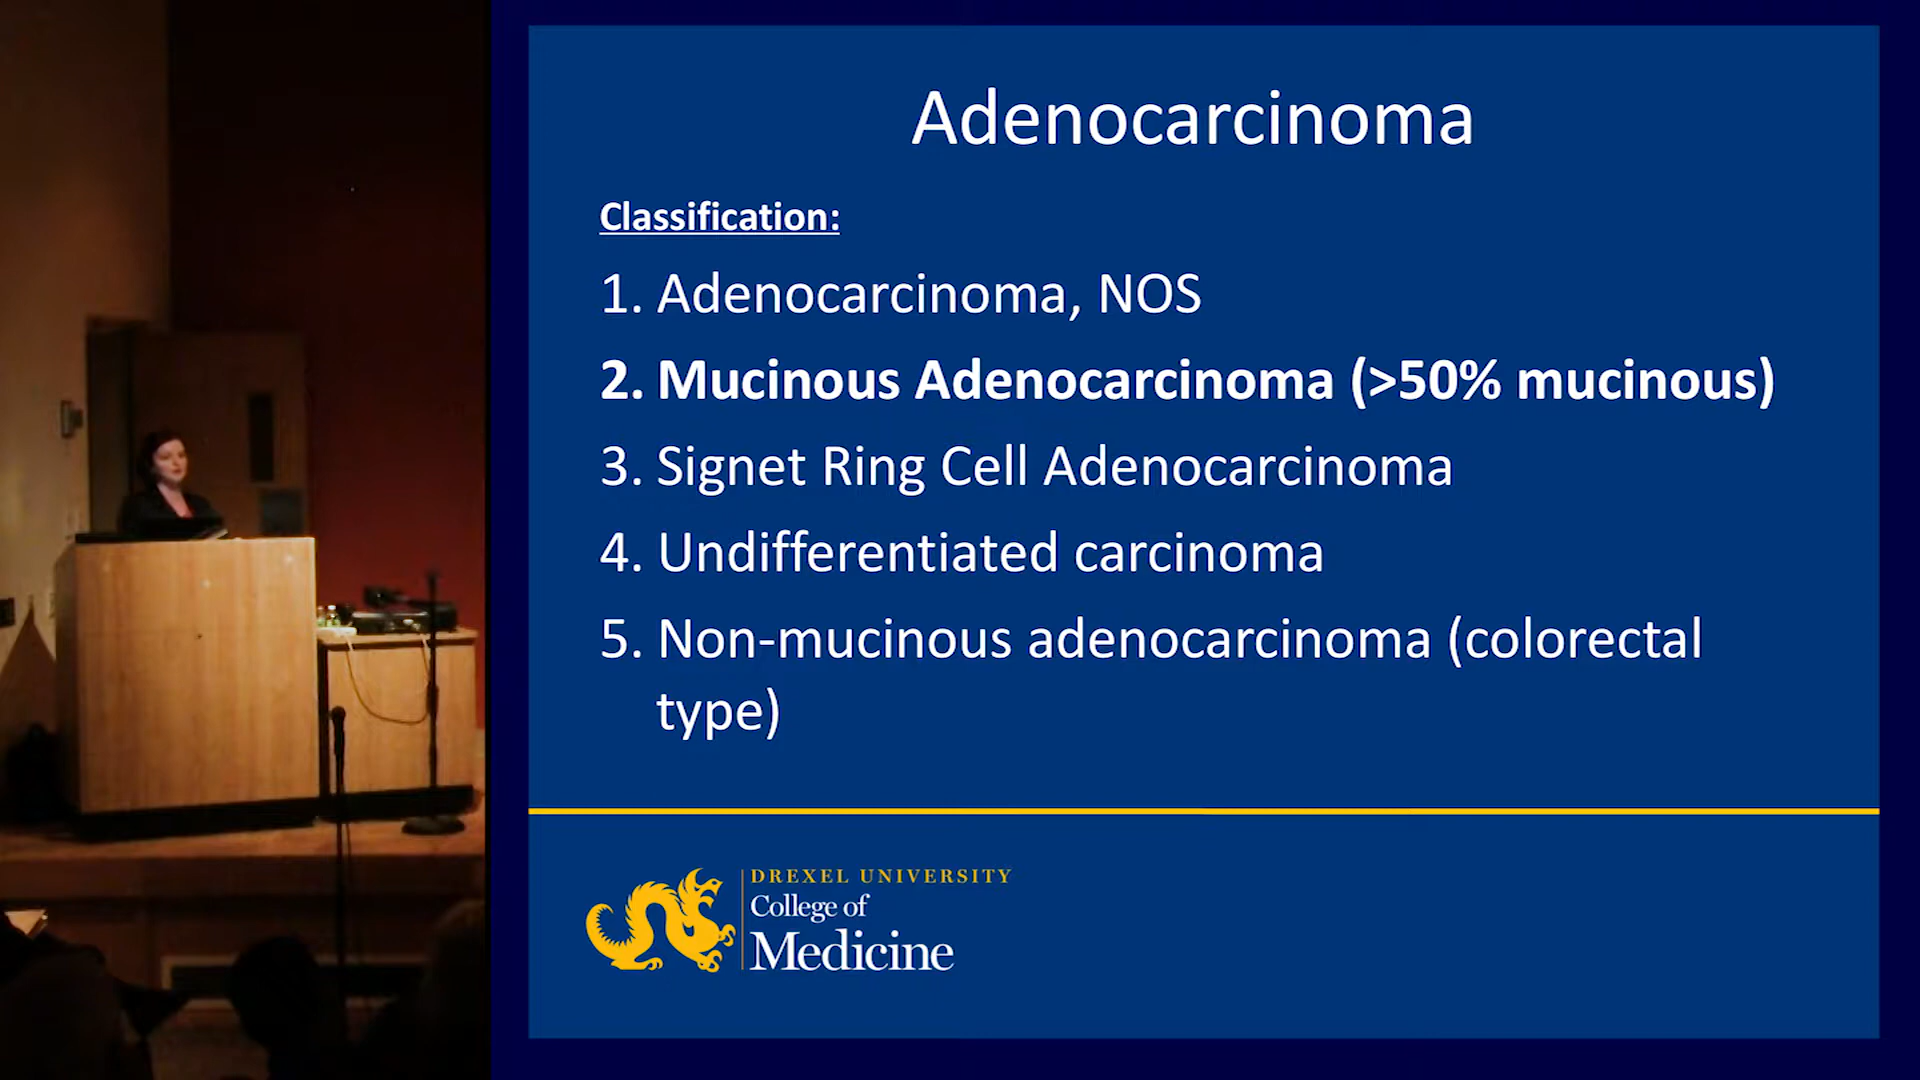 Adenocarcinoma
Classification:
1. Adenocarcinoma, NOS
2. Mucinous Adenocarcinoma (>50% mucinous)
3. Signet Ring Cell Adenocarcinoma
4. Undifferentiated carcinoma
5. Non-mucinous adenocarcinoma (colorectal
type)
DREXEL UNIVERSITY
College of
Medicine